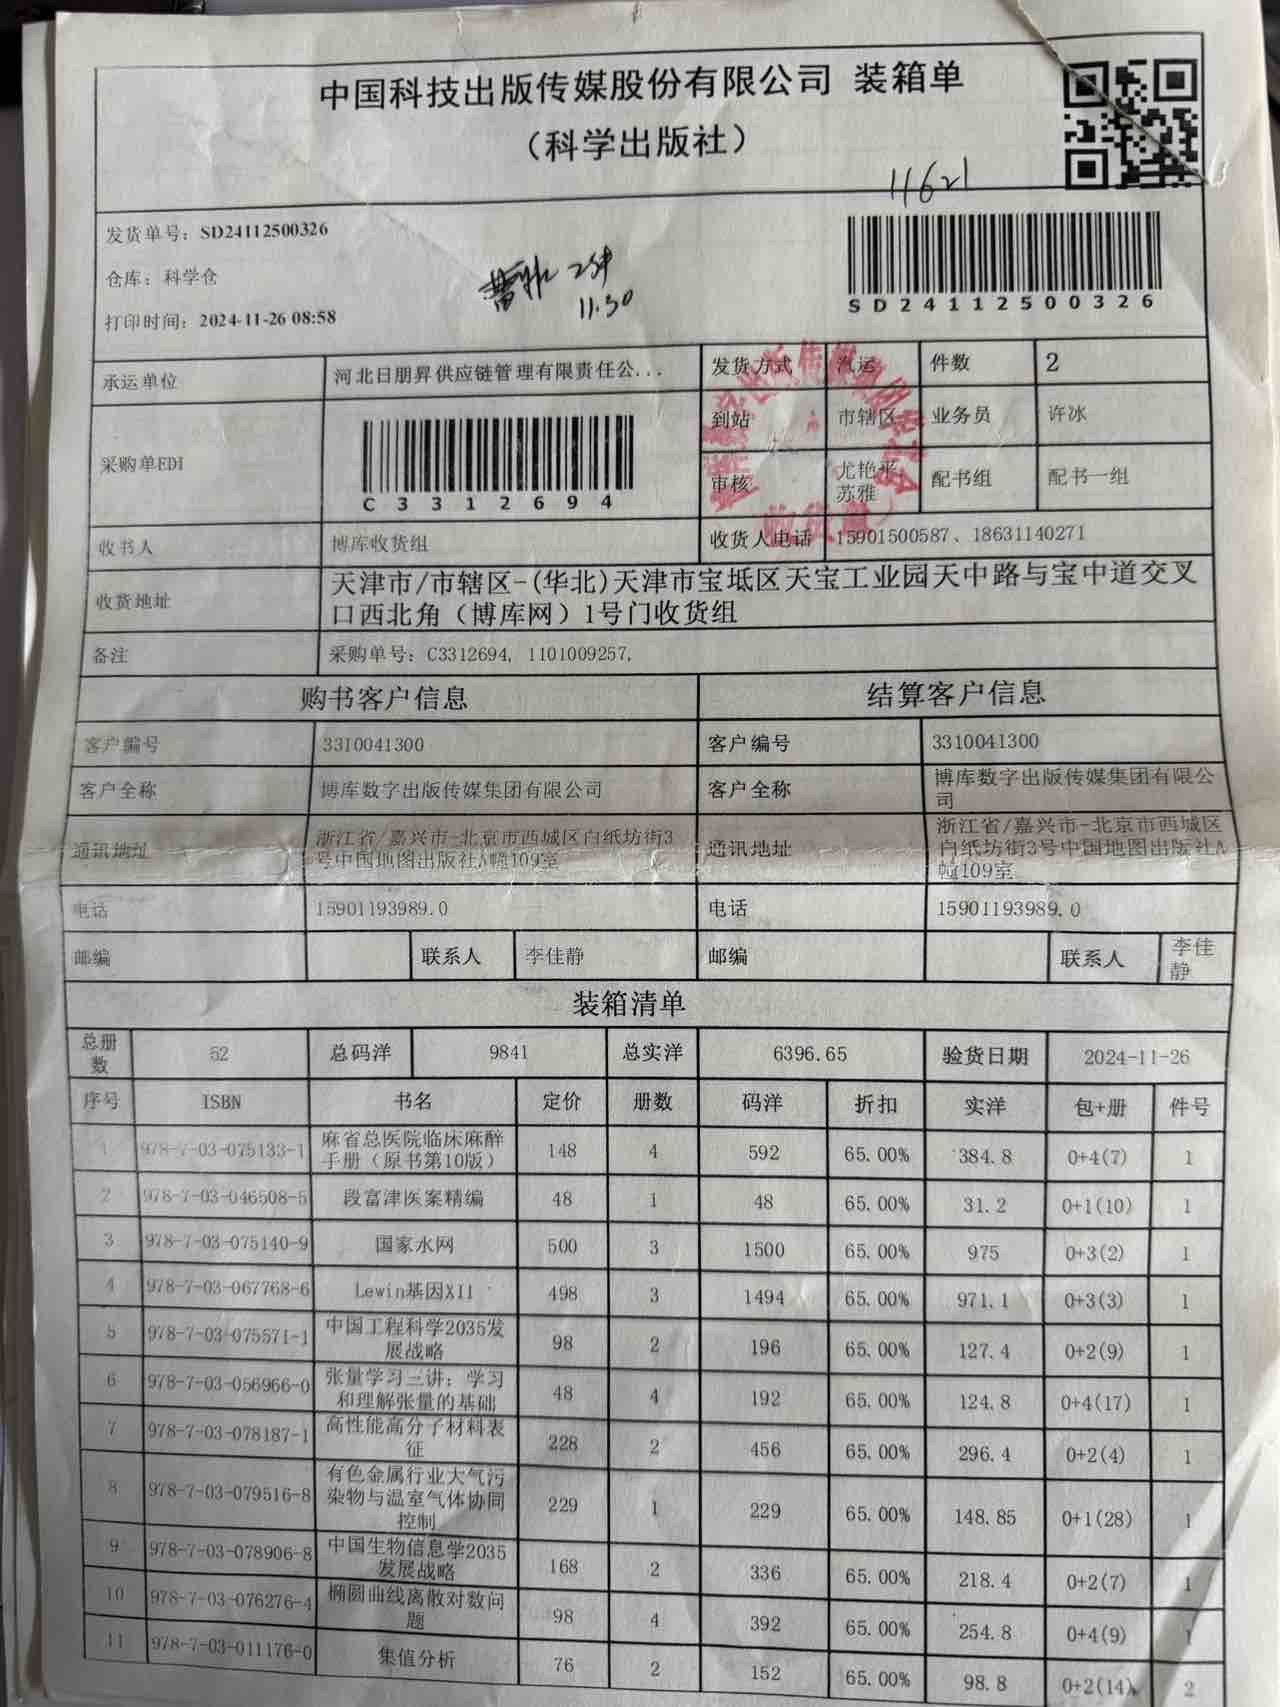 中国科技出版传媒股份有限公司 装箱单
（科学出版社）
11621
发货单号：SD24112500326
仓库：科学仓
打印时间：2024-11-26 08:58
SD24112500326
2件
11.30
承运单位 河北日朋昇供应链管理有限责任公... 发货方式 汽运 件数 2
采购单EDI C3312694 到站 市辖区 业务员 许冰
审核 尤艳平,苏雅 配书组 配书一组
收书人 博库收货组 收货人电话 15901500587、18631140271
收货地址 天津市/市辖区-(华北)天津市宝坻区天宝工业园天中路与宝中道交叉
口西北角（博库网）1号门收货组
备注 采购单号：C3312694, 1101009257,
购书客户信息 结算客户信息
客户编号 3310041300 客户编号 3310041300
客户全称 博库数字出版传媒集团有限公司 客户全称 博库数字出版传媒集团有限公
司
通讯地址 浙江省/嘉兴市-北京市西城区白纸坊街3
号中国地图出版社A幢109室 通讯地址 浙江省/嘉兴市-北京市西城区
白纸坊街3号中国地图出版社A
幢109室
电话 15901193989.0 电话 15901193989.0
邮编 联系人 李佳静 邮编 联系人 李佳
静
装箱清单
总册
数 52 总码洋 9841 总实洋 6396.65 验货日期 2024-11-26
序号 ISBN 书名 定价 册数 码洋 折扣 实洋 包+册 件号
1 978-7-03-075133-1 麻省总医院临床麻醉
手册（原书第10版） 148 4 592 65.00% 384.8 0+4(7) 1
2 978-7-03-046508-5 段富津医案精编 48 1 48 65.00% 31.2 0+1(10) 1
3 978-7-03-075140-9 国家水网 500 3 1500 65.00% 975 0+3(2) 1
4 978-7-03-067768-6 Lewin基因XII 498 3 1494 65.00% 971.1 0+3(3) 1
5 978-7-03-075571-1 中国工程科学2035发
展战略 98 2 196 65.00% 127.4 0+2(9) 1
6 978-7-03-056966-0 张量学习三讲：学习
和理解张量的基础 48 4 192 65.00% 124.8 0+4(17) 1
7 978-7-03-078187-1 高性能高分子材料表
征 228 2 456 65.00% 296.4 0+2(4) 1
8 978-7-03-079516-8 有色金属行业大气污
染物与温室气体协同
控制 229 1 229 65.00% 148.85 0+1(28) 1
9 978-7-03-078906-8 中国生物信息学2035
发展战略 168 2 336 65.00% 218.4 0+2(7) 1
10 978-7-03-076276-4 椭圆曲线离散对数问
题 98 4 392 65.00% 254.8 0+4(9) 1
11 978-7-03-011176-0 集值分析 76 2 152 65.00% 98.8 0+2(14) 2